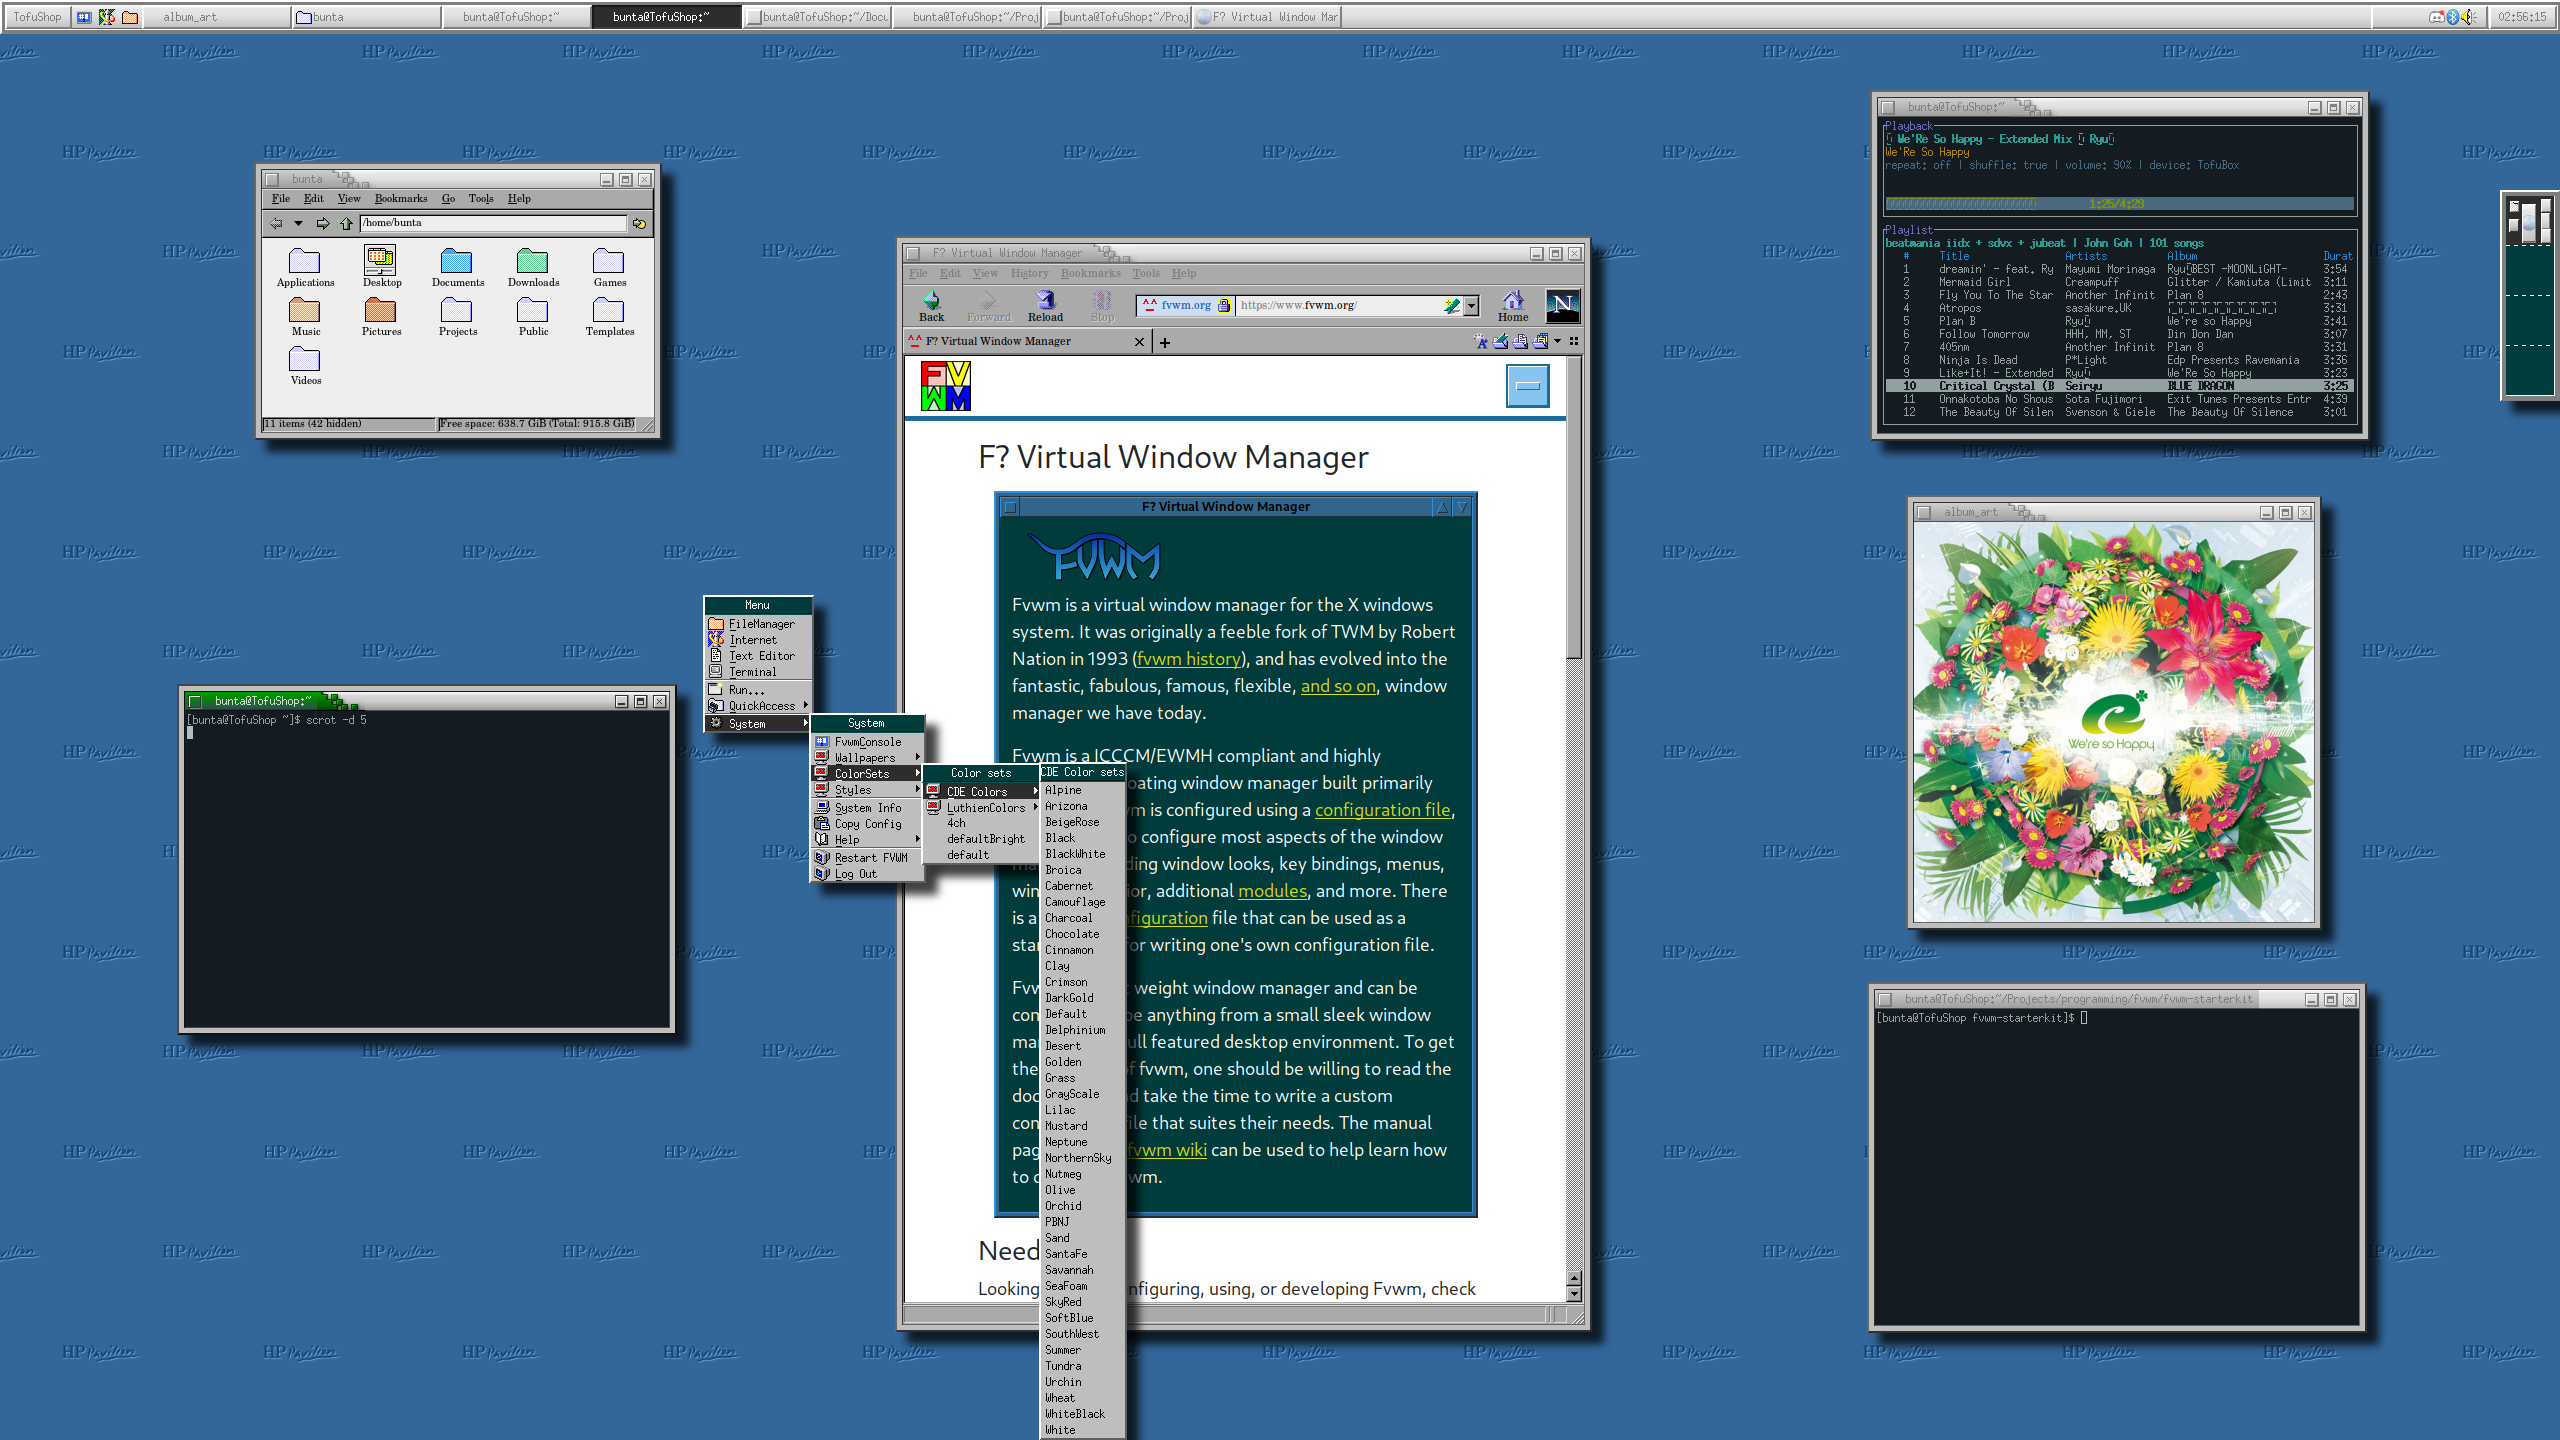 TofuShop
album_art
bunta
bunta@TofuShop:~
bunta@TofuShop:~
bunta@TofuShop:~/Docu
bunta@TofuShop:~/Proj
bunta@TofuShop:~/Proj
F? Virtual Window Mar
02:56:15
HP Pavilion
bunta
File Edit View Bookmarks Go Tools Help
/home/bunta
Applications Desktop Documents Downloads Games
Music Pictures Projects Public Templates
Videos
11 items (42 hidden)
Free space: 638.7 GiB (Total: 915.8 GiB)
bunta@TofuShop:~
[bunta@TofuShop ~]$ scrot -d 5
Menu
FileManager
Internet
Text Editor
Terminal
Run...
QuickAccess
System
System
FvwmConsole
Wallpapers
ColorSets
Styles
System Info
Copy Config
Help
Restart FVWM
Log Out
Color sets
CDE Colors
LuthienColors
4ch
defaultBright
default
CDE Color sets
Alpine
Arizona
BeigeRose
Black
BlackWhite
Broica
Cabernet
Camouflage
Charcoal
Chocolate
Cinnamon
Clay
Crimson
DarkGold
Default
Delphinium
Desert
Golden
Grass
GrayScale
Lilac
Mustard
Neptune
NorthernSky
Nutmeg
Olive
Orchid
PBNJ
Sand
SantaFe
Savannah
SeaFoam
SkyRed
SoftBlue
SouthWest
Summer
Tundra
Urchin
Wheat
WhiteBlack
White
F? Virtual Window Manager
File Edit View History Bookmarks Tools Help
Back Forward Reload Stop
fvwm.org
https://www.fvwm.org/
Home
N
F? Virtual Window Manager
FVWM
F? Virtual Window Manager
F? Virtual Window Manager
FVWM
Fvwm is a virtual window manager for the X windows
system. It was originally a feeble fork of TWM by Robert
Nation in 1993 (fvwm history), and has evolved into the
fantastic, fabulous, famous, flexible, and so on, window
manager we have today.
Fvwm is a ICCCM/EWMH compliant and highly
oating window manager built primarily
m is configured using a configuration file,
o configure most aspects of the window
ding window looks, key bindings, menus,
win or, additional modules, and more. There
is a figuration file that can be used as a
star for writing one's own configuration file.
Fvw weight window manager and can be
con be anything from a small sleek window
mar ull featured desktop environment. To get
the f fvwm, one should be willing to read the
doc d take the time to write a custom
con file that suites their needs. The manual
pag fvwm wiki can be used to help learn how
to c wm.
Need
Looking nfiguring, using, or developing Fvwm, check
bunta@TofuShop:~
Playback
We'Re So Happy - Extended Mix Ryu
We'Re So Happy
repeat: off | shuffle: true | volume: 90% | device: TofuBox
1:25/4:29
Playlist
beatmania iidx + sdvx + jubeat | John Goh | 101 songs
# Title Artists Album Durat
1 dreamin' - feat. Ry Mayumi Morinaga Ryu BEST -MOONLiGHT- 3:54
2 Mermaid Girl Creampuff Glitter / Kamiuta (Limit 3:11
3 Fly You To The Star Another Infinit Plan 8 2:43
4 Atropos sasakure.UK 3:31
5 Plan B Ryu We're so Happy 3:41
6 Follow Tomorrow HHH, MM, ST Din Don Dan 3:07
7 405nm Another Infinit Plan 8 3:31
8 Ninja Is Dead P*Light Edp Presents Ravemania 3:36
9 Like+It! - Extended Ryu We'Re So Happy 3:23
10 Critical Crystal (B Seiryu BLUE DRAGON 3:25
11 Onnakotoba No Shous Sota Fujimori Exit Tunes Presents Entr 4:39
12 The Beauty Of Silen Svenson & Giele The Beauty Of Silence 3:01
album_art
We're so Happy
bunta@TofuShop:~/Projects/programming/fvwm/fvwm-starterkit
[bunta@TofuShop fvwm-starterkit]$